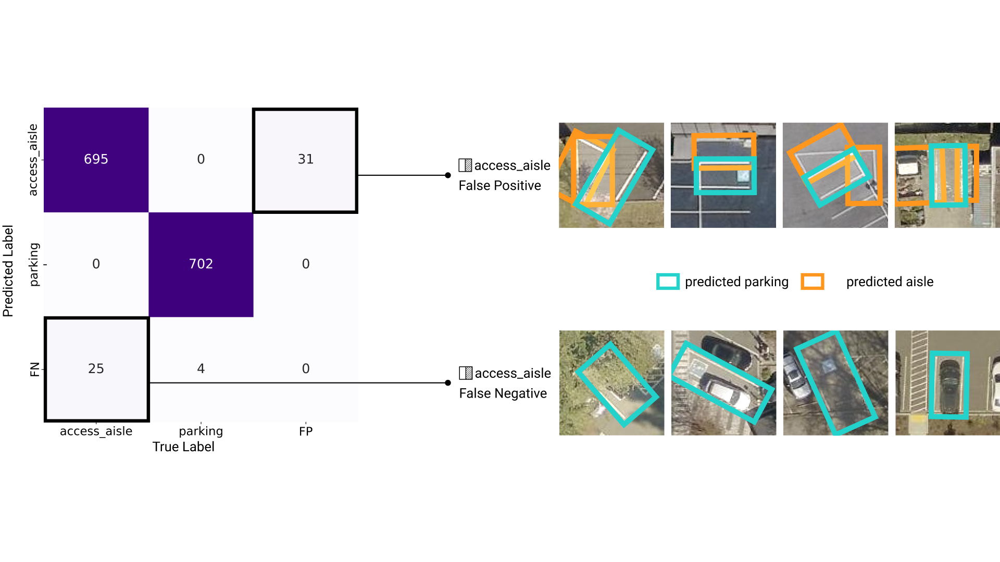 Predicted Label
access_aisle
parking
FN
695
0
31
0
702
0
25
4
0
access_aisle
parking
FP
True Label
access_aisle
False Positive
predicted parking
predicted aisle
access_aisle
False Negative